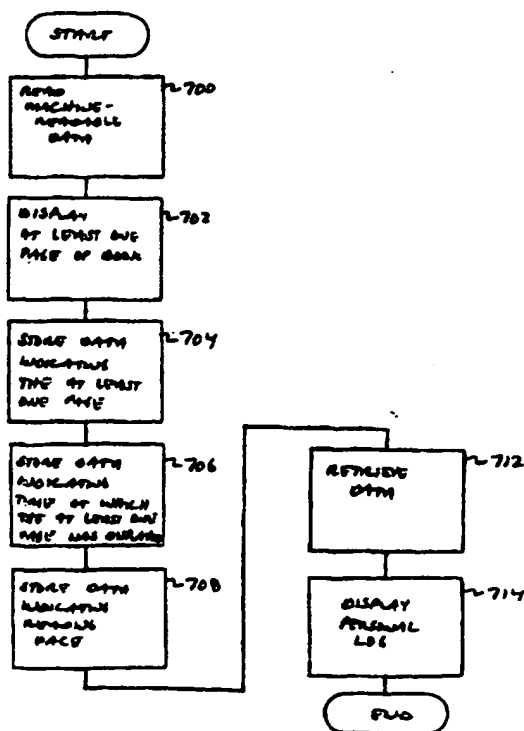 START
READ
MACHINE-
READABLE
DATA
700
DISPLAY
AT LEAST ONE
PAGE OF BOOK
702
STORE DATA
INDICATING
THE AT LEAST
ONE PAGE
704
STORE DATA
INDICATING
TIME AT WHICH
THE AT LEAST ONE
PAGE WAS DISPLAYED
706
STORE DATA
INDICATING
READING
PACE
708
RETRIEVE
DATA
712
DISPLAY
PERSONAL
LOG
714
END